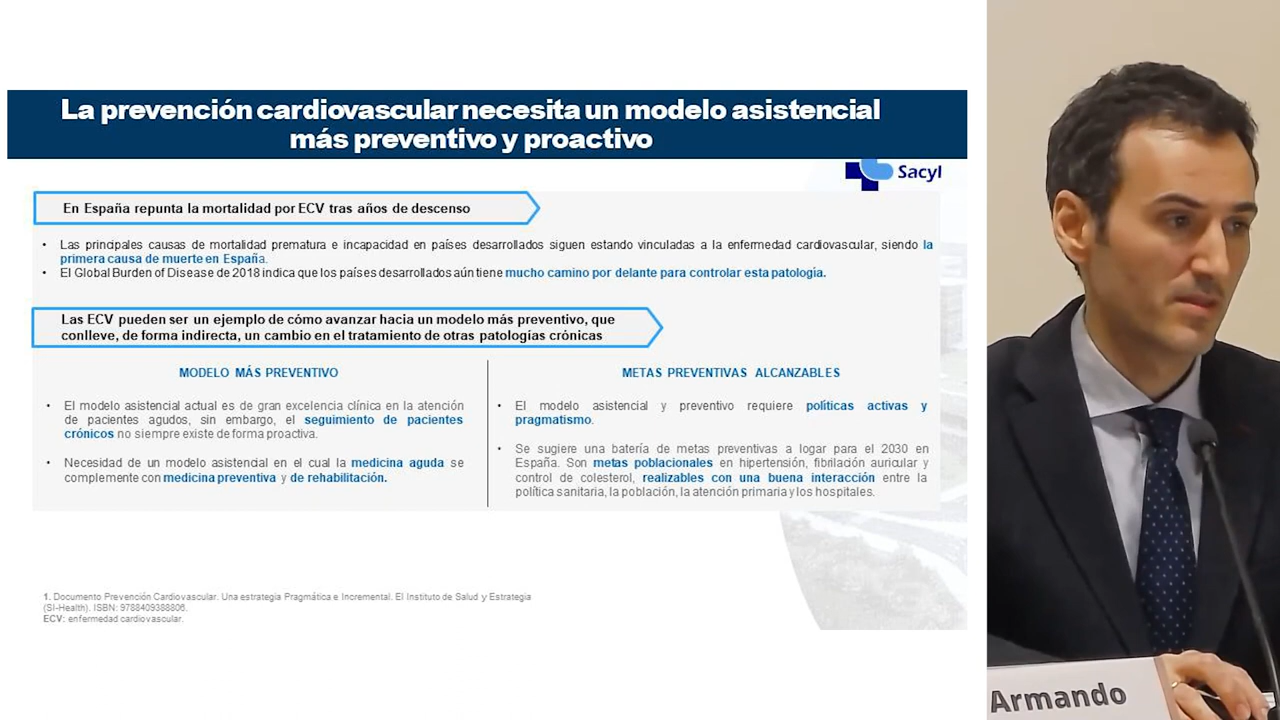 La prevención cardiovascular necesita un modelo asistencial
más preventivo y proactivo
Sacyl
En España repunta la mortalidad por ECV tras años de descenso
• Las principales causas de mortalidad prematura e incapacidad en países desarrollados siguen estando vinculadas a la enfermedad cardiovascular, siendo la
primera causa de muerte en España.
• El Global Burden of Disease de 2018 indica que los países desarrollados aún tiene mucho camino por delante para controlar esta patología.
Las ECV pueden ser un ejemplo de cómo avanzar hacia un modelo más preventivo, que
conlleve, de forma indirecta, un cambio en el tratamiento de otras patologías crónicas
MODELO MÁS PREVENTIVO
• El modelo asistencial actual es de gran excelencia clínica en la atención
de pacientes agudos, sin embargo, el seguimiento de pacientes
crónicos no siempre existe de forma proactiva.
• Necesidad de un modelo asistencial en el cual la medicina aguda se
complemente con medicina preventiva y de rehabilitación.
METAS PREVENTIVAS ALCANZABLES
• El modelo asistencial y preventivo requiere políticas activas y
pragmatismo.
• Se sugiere una batería de metas preventivas a logar para el 2030 en
España. Son metas poblacionales en hipertensión, fibrilación auricular y
control de colesterol, realizables con una buena interacción entre la
política sanitaria, la población, la atención primaria y los hospitales.
1. Documento Prevención Cardiovascular. Una estrategia Pragmática e Incremental. El Instituto de Salud y Estrategia
(SI-Health). ISBN: 9788409388806.
ECV: enfermedad cardiovascular.
Armando